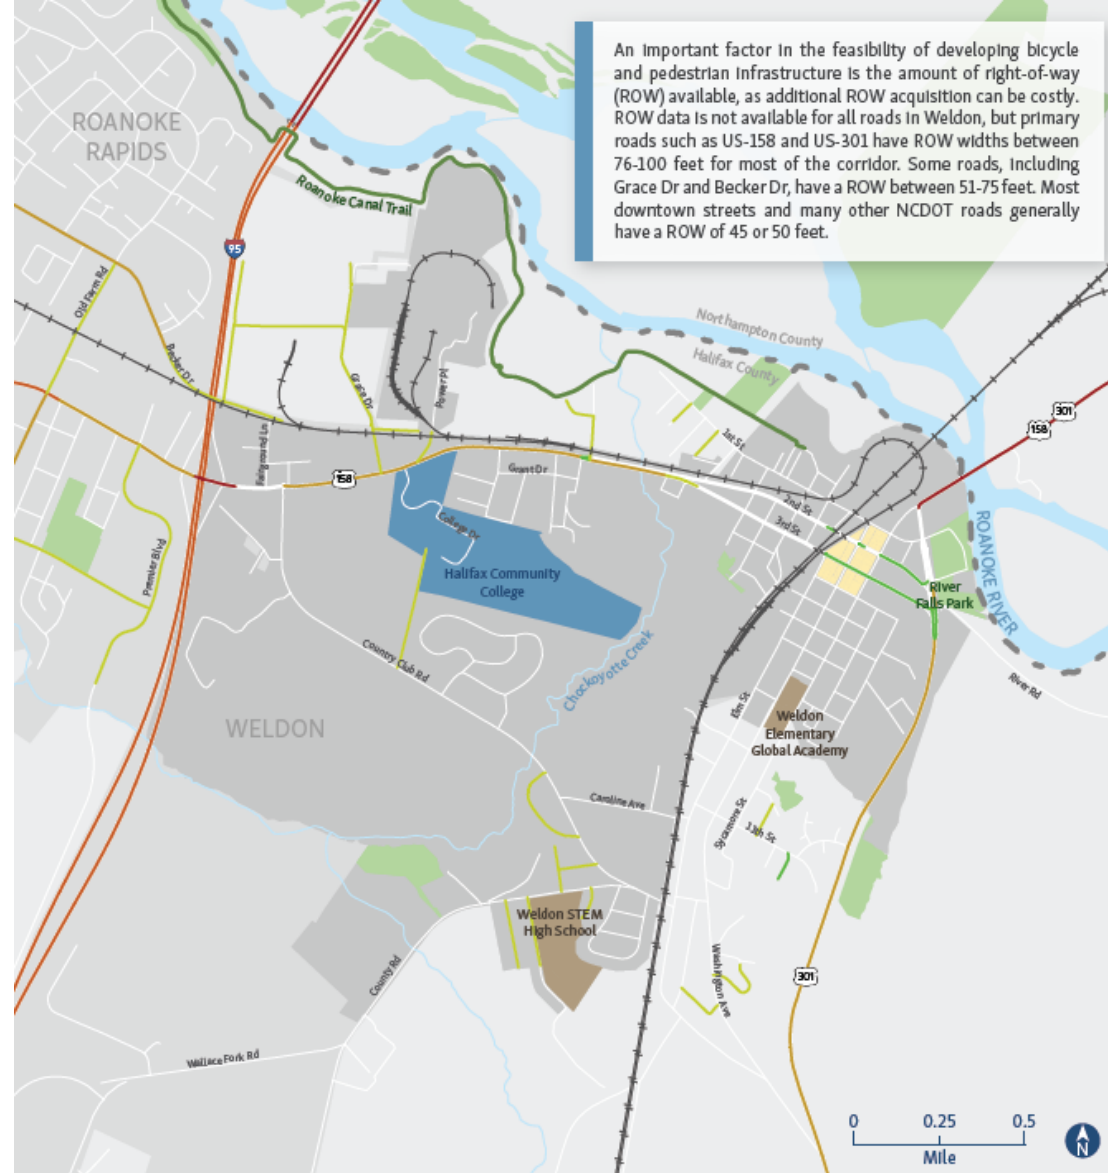 An important factor in the feasibility of developing bicycle
and pedestrian infrastructure is the amount of right-of-way
(ROW) available, as additional ROW acquisition can be costly.
ROW data is not available for all roads in Weldon, but primary
roads such as US-158 and US-301 have ROW widths between
76-100 feet for most of the corridor. Some roads, including
Grace Dr and Becker Dr, have a ROW between 51-75 feet. Most
downtown streets and many other NCDOT roads generally
have a ROW of 45 or 50 feet.
ROANOKE
RAPIDS
Roanoke Canal Trail
95
Old Farm Rd
Becker Dr
Grace Dr
Power Pl
Northampton County
Halifax County
301
158
1st St
Fairground Ln
158
Grant Dr
2nd St
3rd St
College Dr
ROANOKE RIVER
Premier Blvd
Halifax Community
College
River
Falls Park
Country Club Rd
Chockoyotte Creek
River Rd
Elm St
WELDON
Weldon
Elementary
Global Academy
Caroline Ave
Sycamore St
13th St
Weldon STEM
High School
County Rd
Washington Ave
301
Wallace Fork Rd
0
0.25
0.5
Mile
N